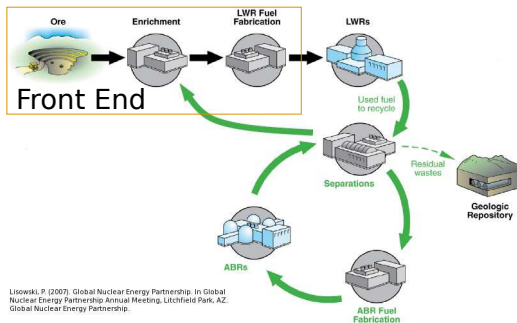 Ore
Enrichment
LWR Fuel
Fabrication
LWRs
Front End
Used fuel
to recycle
Separations
Residual
wastes
Geologic
Repository
ABRs
ABR Fuel
Fabrication
Lisowski, P. (2007). Global Nuclear Energy Partnership. In Global
Nuclear Energy Partnership Annual Meeting, Litchfield Park, AZ.
Global Nuclear Energy Partnership.